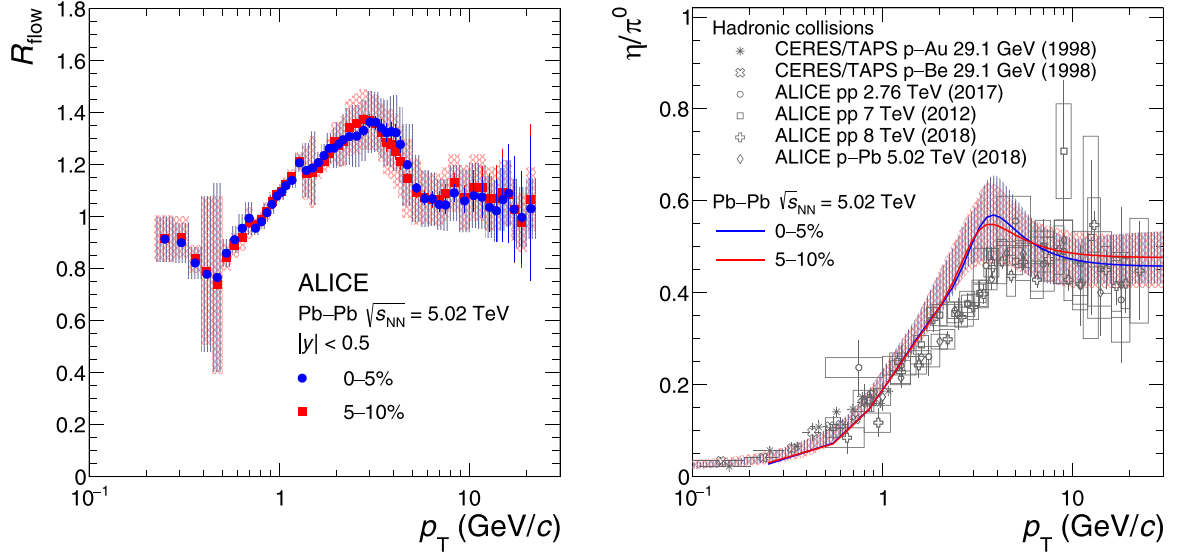 R_flow
1.8
1.6
1.4
1.2
1
0.8
0.6
0.4
0.2
0
10⁻¹
1
10
p_T (GeV/c)
ALICE
Pb–Pb √s_NN = 5.02 TeV
|y| < 0.5
0–5%
5–10%
η/π⁰
1
0.8
0.6
0.4
0.2
0
10⁻¹
1
10
p_T (GeV/c)
Hadronic collisions
CERES/TAPS p–Au 29.1 GeV (1998)
CERES/TAPS p–Be 29.1 GeV (1998)
ALICE pp 2.76 TeV (2017)
ALICE pp 7 TeV (2012)
ALICE pp 8 TeV (2018)
ALICE p–Pb 5.02 TeV (2018)
Pb–Pb √s_NN = 5.02 TeV
0–5%
5–10%